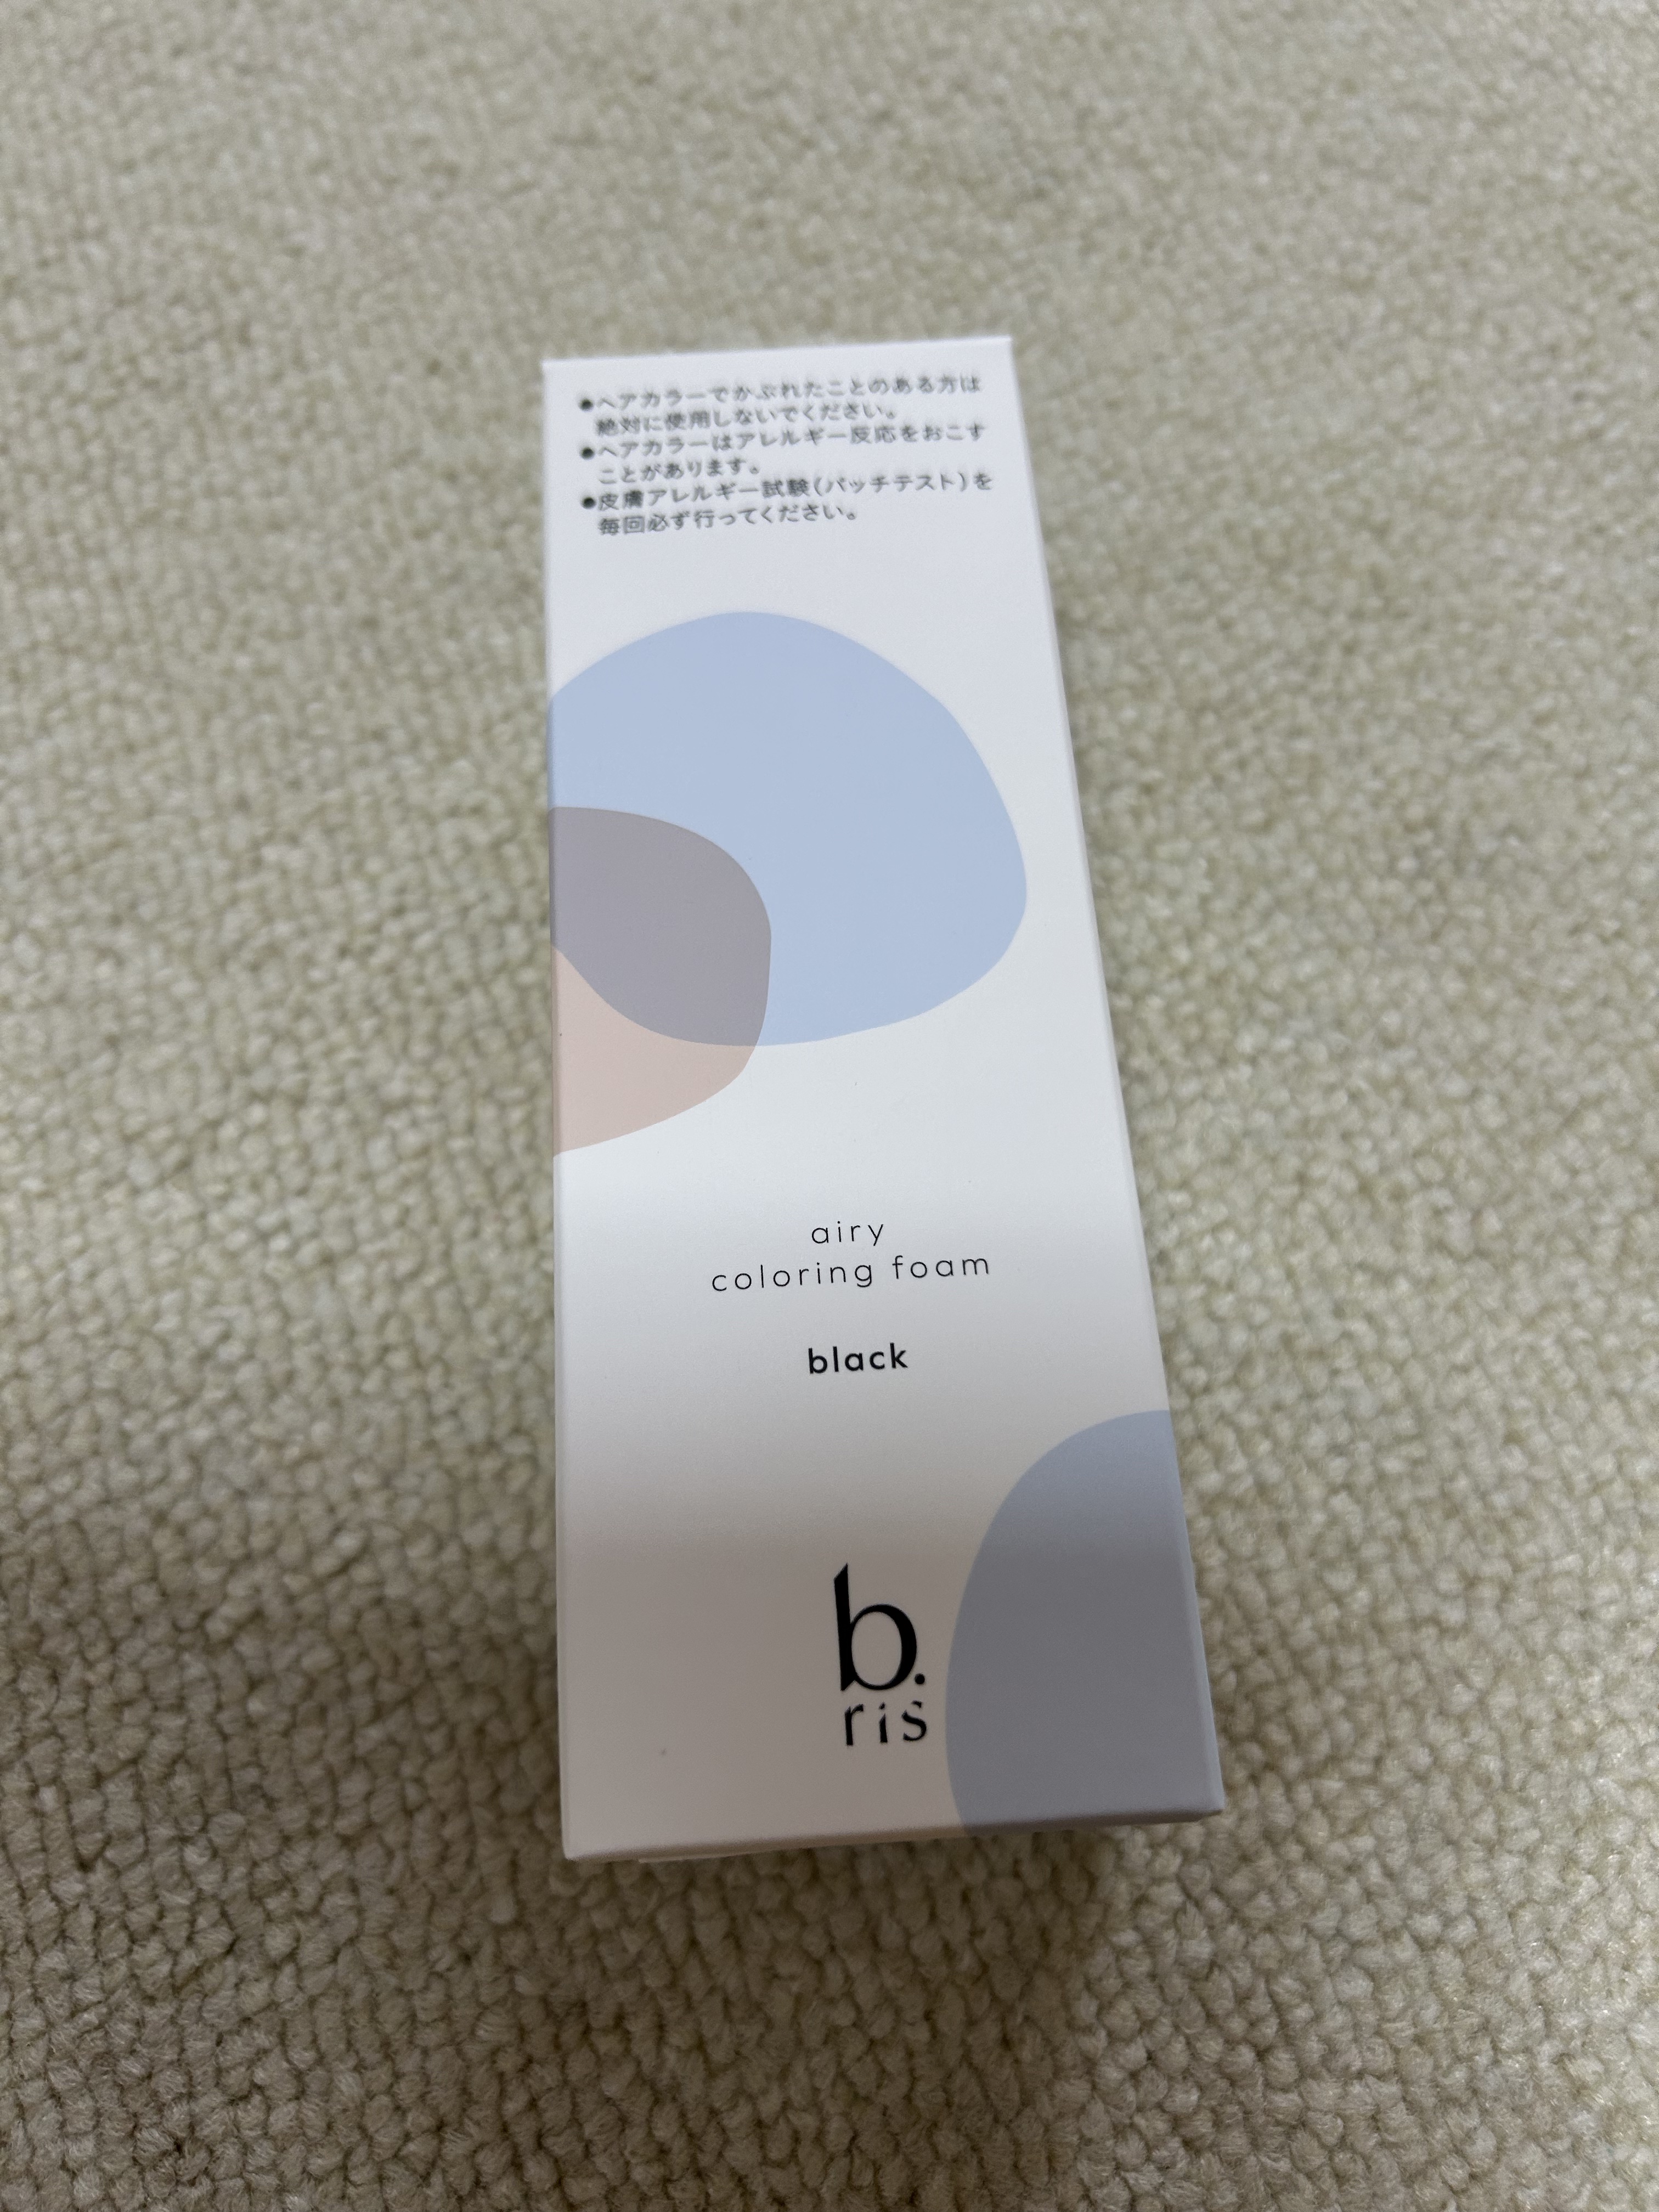 ●ヘアカラーでかぶれたことのある方は
絶対に使用しないでください。
●ヘアカラーはアレルギー反応をおこす
ことがあります。
●皮膚アレルギー試験(パッチテスト)を
毎回必ず行ってください。
airy
coloring foam
black
b.
ris